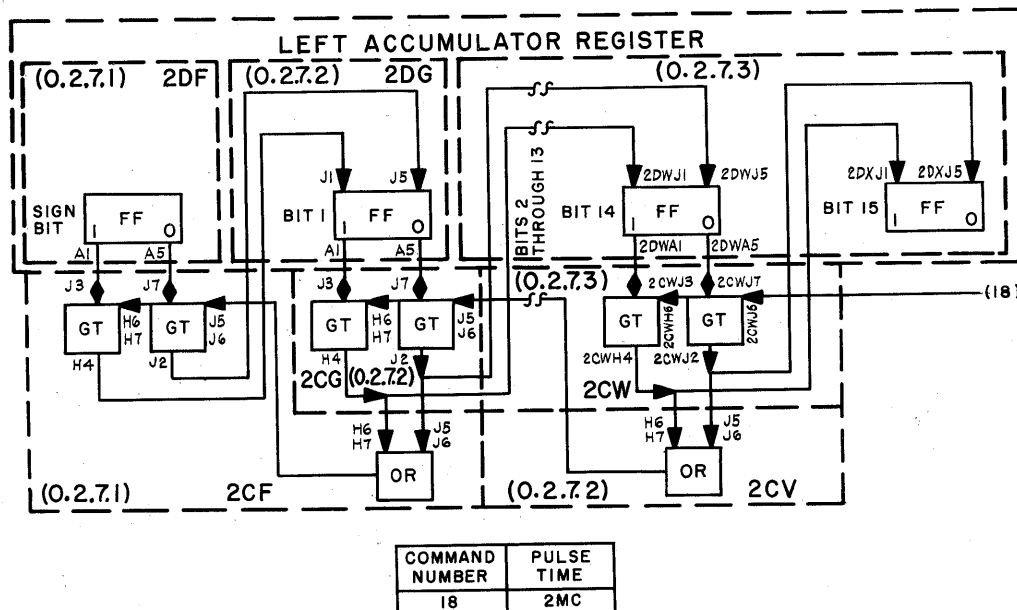 LEFT ACCUMULATOR REGISTER
(0.2.7.1) 2DF
(0.2.7.2) 2DG
(0.2.7.3)
J1 J5
2DWJ1 2DWJ5
2DXJ1 2DXJ5
SIGN BIT
FF
1 0
BIT 1
FF
1 0
BITS 2 THROUGH 13
BIT 14
FF
1 0
BIT 15
FF
1 0
A1 A5
A1 A5
2DWA1 2DWA5
J3 J7
J3 J7
(0.2.7.3)
2CWJ3 2CWJ7
GT
H6
H7
GT
J5
J6
GT
H6
H7
GT
J5
J6
GT
2CWH6
GT
2CWJ6
(18)
H4 J2
H4 J2
2CWH4 2CWJ2
2CG (0.2.7.2)
2CW
H6
H7
J5
J6
H6
H7
J5
J6
OR
OR
(0.2.7.1) 2CF
(0.2.7.2) 2CV
COMMAND NUMBER
PULSE TIME
18 2MC